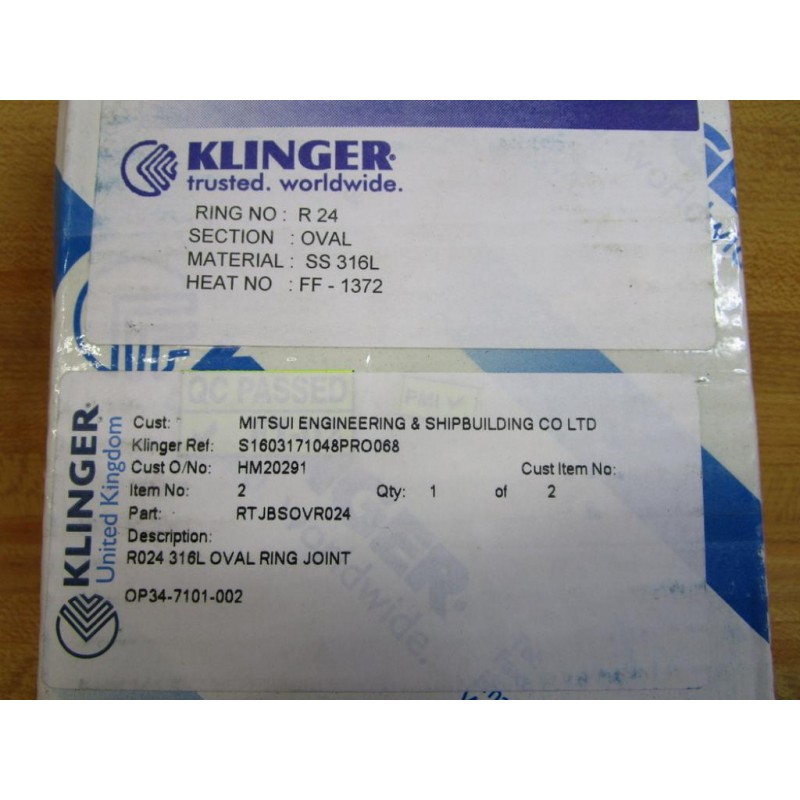 KLINGER®
trusted. worldwide.
RING NO : R 24
SECTION : OVAL
MATERIAL : SS 316L
HEAT NO : FF - 1372
QC PASSED
PMI
KLINGER®
United Kingdom
Cust: MITSUI ENGINEERING & SHIPBUILDING CO LTD
Klinger Ref: S1603171048PRO068
Cust O/No: HM20291 Cust Item No:
Item No: 2 Qty: 1 of 2
Part: RTJBSOVR024
Description:
R024 316L OVAL RING JOINT
OP34-7101-002
worldwide.